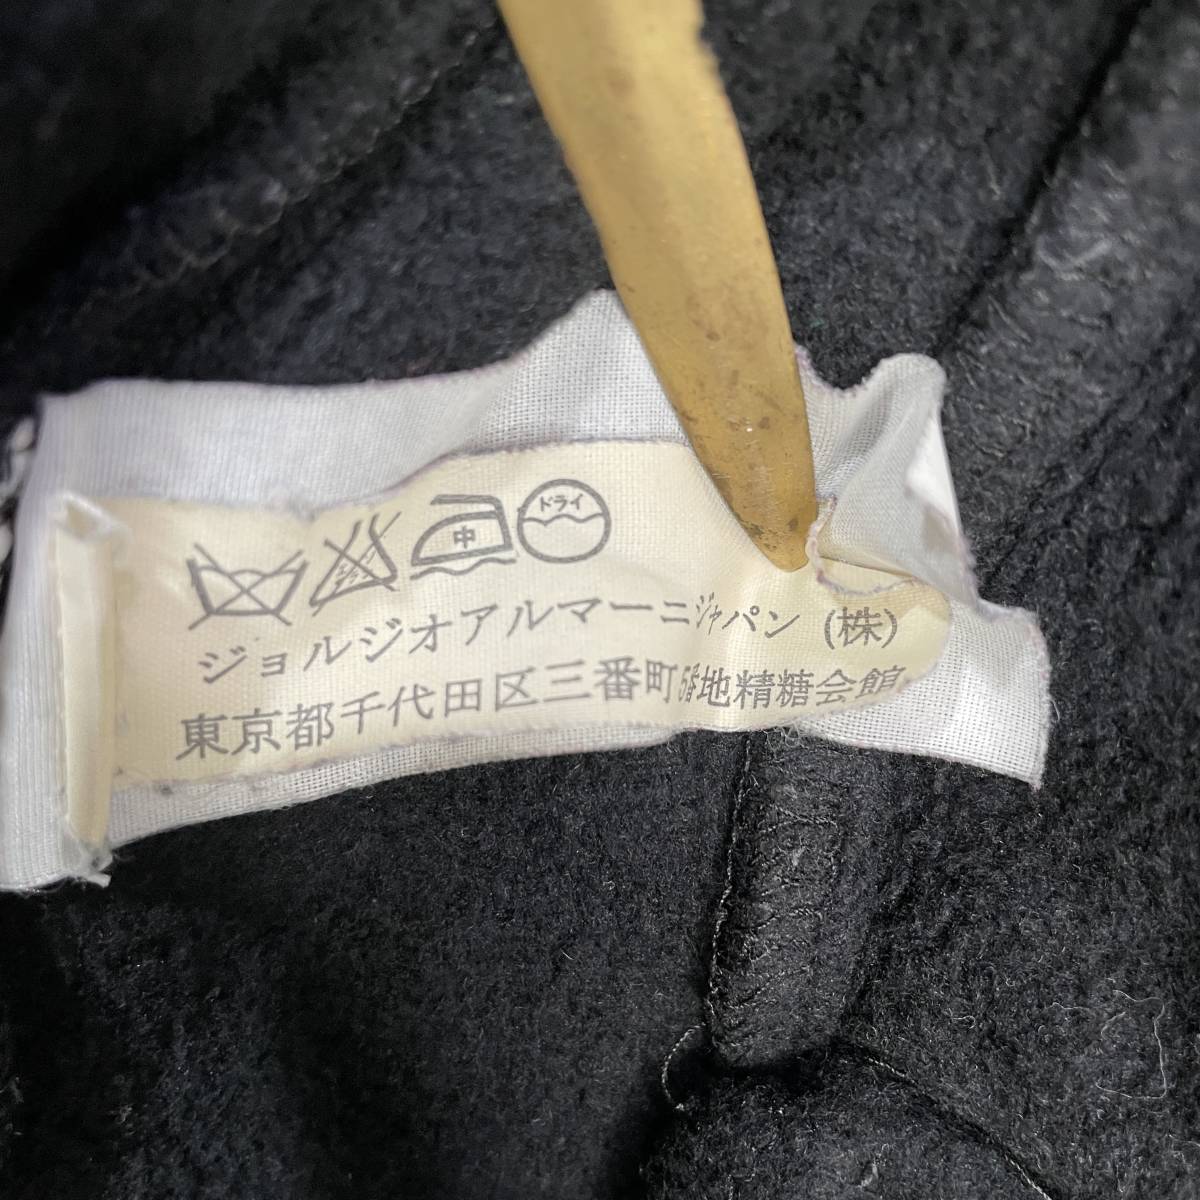 ドライ
中
ジョルジオアルマーニジャパン (株)
東京都千代田区三番町5番地精糖会館